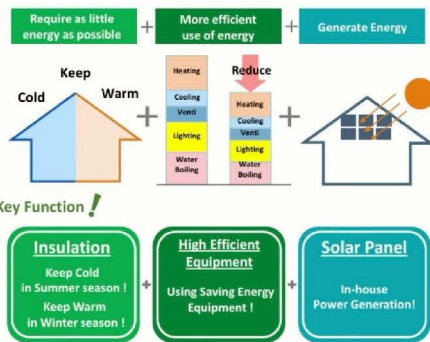 Require as little
energy as possible
+
More efficient
use of energy
+
Generate Energy
Keep
Cold
Warm
+
Heating
Cooling
Venti
Lighting
Water
Boiling
Reduce
Heating
Cooling
Venti
Lighting
Water
Boiling
+
Key Function !
Insulation
Keep Cold
in Summer season !
Keep Warm
in Winter season !
+
High Efficient
Equipment
Using Saving Energy
Equipment !
+
Solar Panel
In-house
Power Generation!